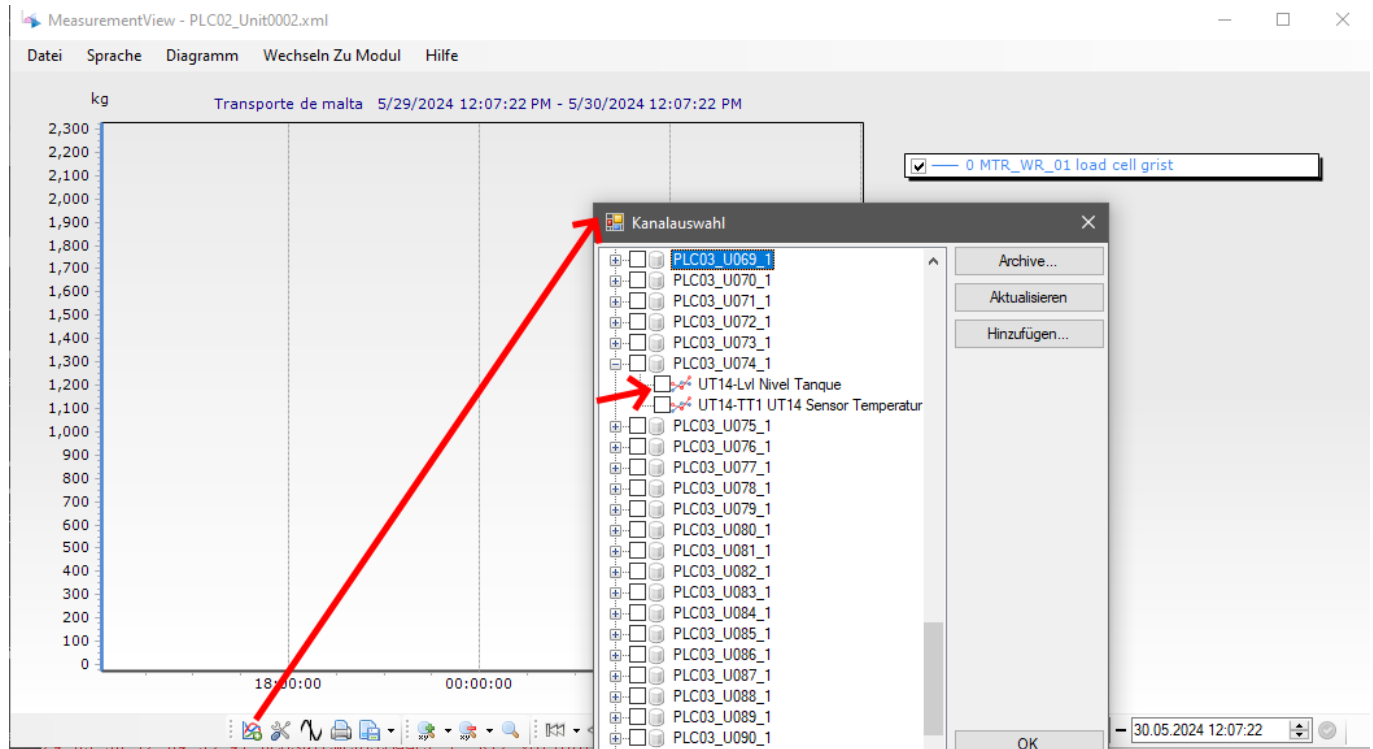 MeasurementView - PLC02_Unit0002.xml
Datei Sprache Diagramm Wechseln Zu Modul Hilfe
kg
Transporte de malta 5/29/2024 12:07:22 PM - 5/30/2024 12:07:22 PM
2,300
2,200
2,100
2,000
1,900
1,800
1,700
1,600
1,500
1,400
1,300
1,200
1,100
1,000
900
800
700
600
500
400
300
200
100
0
18:00:00 00:00:00
0 MTR_WR_01 load cell grist
Kanalauswahl
PLC03_U069_1
PLC03_U070_1
PLC03_U071_1
PLC03_U072_1
PLC03_U073_1
PLC03_U074_1
UT14-Lvl Nivel Tanque
UT14-TT1 UT14 Sensor Temperatur
PLC03_U075_1
PLC03_U076_1
PLC03_U077_1
PLC03_U078_1
PLC03_U079_1
PLC03_U080_1
PLC03_U081_1
PLC03_U082_1
PLC03_U083_1
PLC03_U084_1
PLC03_U085_1
PLC03_U086_1
PLC03_U087_1
PLC03_U088_1
PLC03_U089_1
PLC03_U090_1
Archive...
Aktualisieren
Hinzufügen...
OK
– 30.05.2024 12:07:22